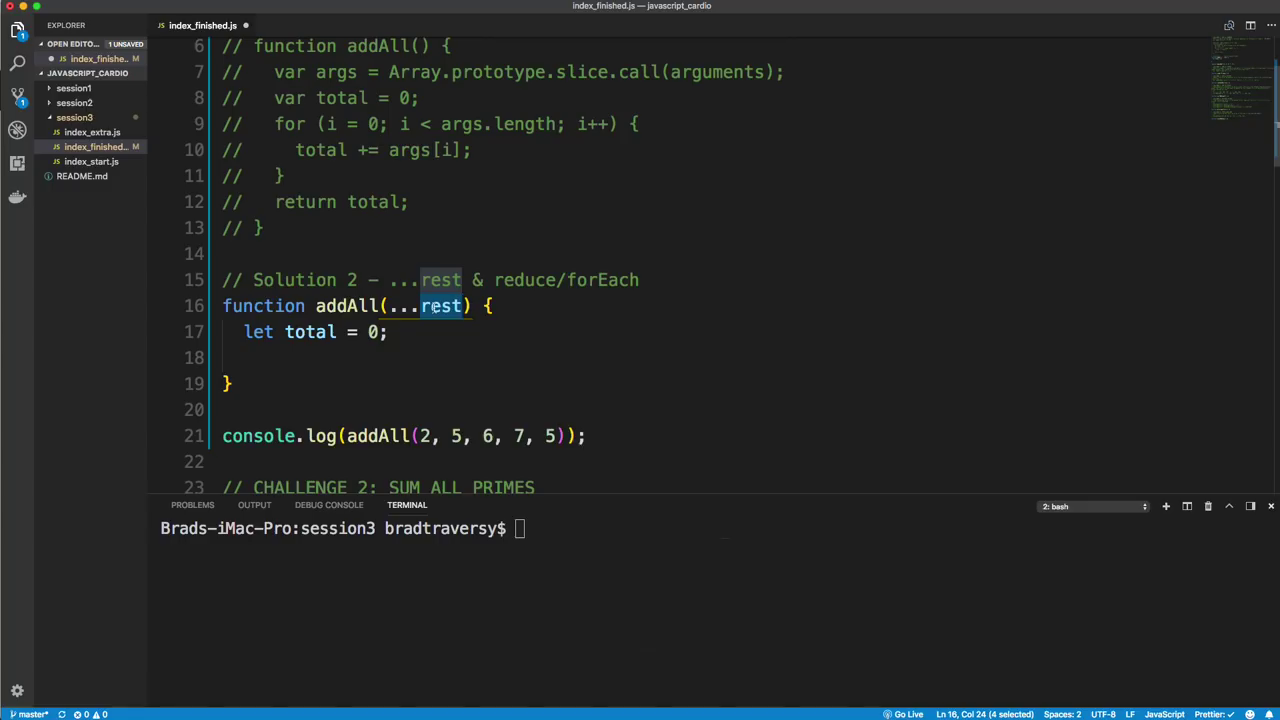 index_finished.js — javascript_cardio
EXPLORER
index_finished.js
OPEN EDITO... 1 UNSAVED
index_finishe... M
JAVASCRIPT_CARDIO
session1
session2
session3
index_extra.js
index_finished... M
index_start.js
README.md
6 // function addAll() {
7 //   var args = Array.prototype.slice.call(arguments);
8 //   var total = 0;
9 //   for (i = 0; i < args.length; i++) {
10 //     total += args[i];
11 //   }
12 //   return total;
13 // }
14
15 // Solution 2 - ...rest & reduce/forEach
16 function addAll(...rest) {
17   let total = 0;
18
19 }
20
21 console.log(addAll(2, 5, 6, 7, 5));
22
23 // CHALLENGE 2: SUM ALL PRIMES
PROBLEMS OUTPUT DEBUG CONSOLE TERMINAL 2: bash
Brads-iMac-Pro:session3 bradtraversy$
1
1
master* 0 0 Go Live Ln 16, Col 24 (4 selected) Spaces: 2 UTF-8 LF JavaScript Prettier: ✓